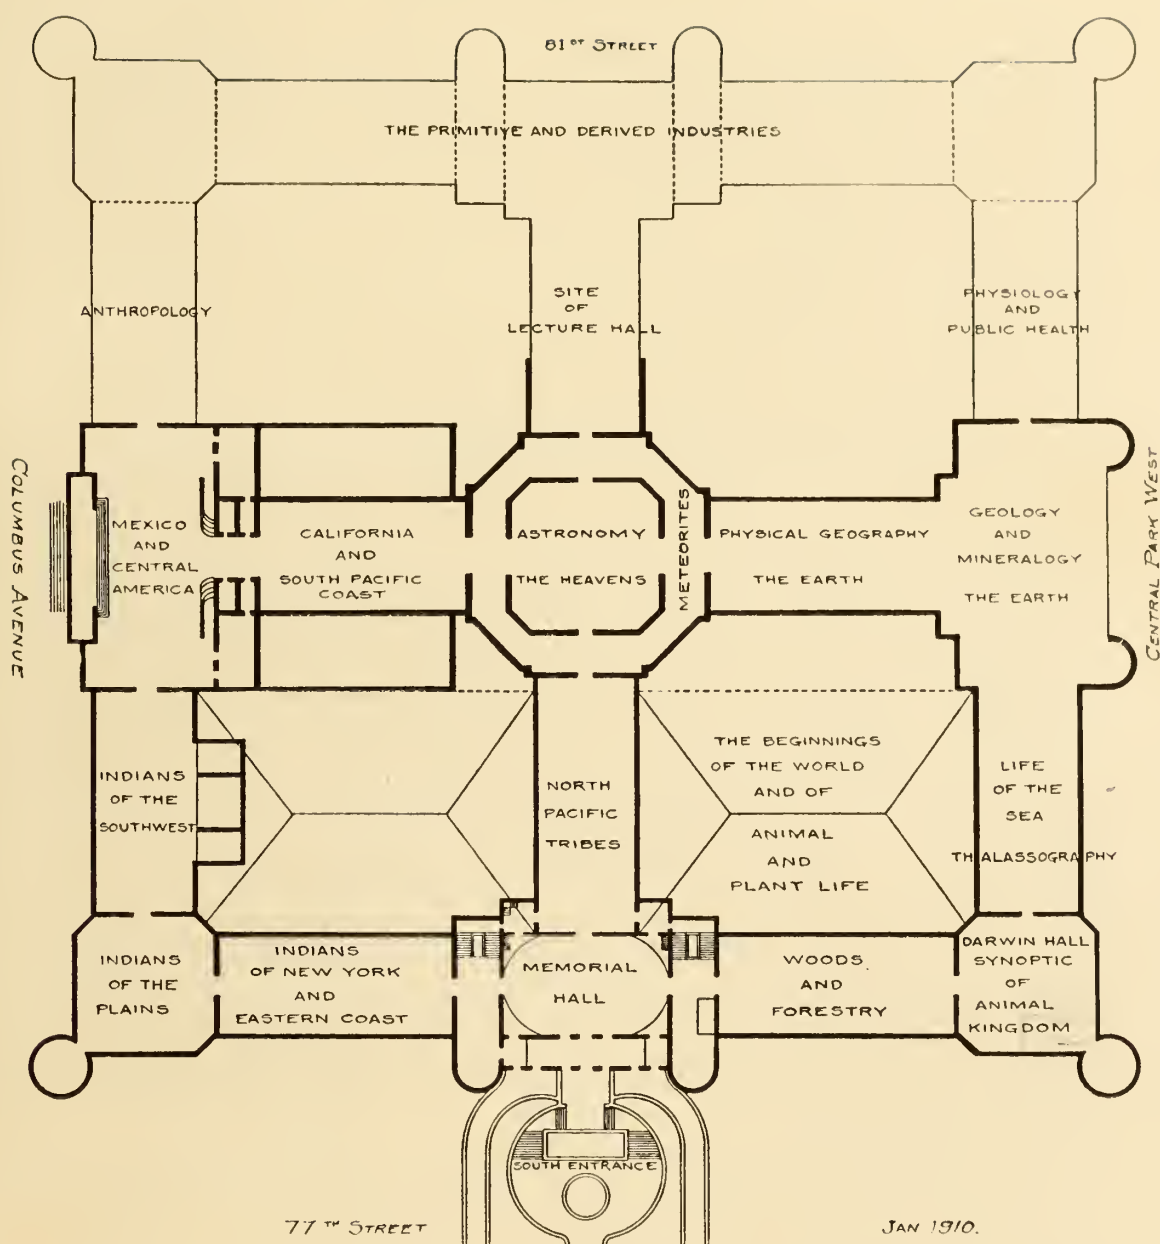 81ST STREET
THE PRIMITIVE AND DERIVED INDUSTRIES
ANTHROPOLOGY
SITE
OF
LECTURE HALL
PHYSIOLOGY
AND
PUBLIC HEALTH
COLUMBUS AVENUE
MEXICO
AND
CENTRAL
AMERICA
CALIFORNIA
AND
SOUTH PACIFIC
COAST
ASTRONOMY
THE HEAVENS
METEORITES
PHYSICAL GEOGRAPHY
THE EARTH
GEOLOGY
AND
MINERALOGY
THE EARTH
CENTRAL PARK WEST
INDIANS
OF THE
SOUTHWEST
NORTH
PACIFIC
TRIBES
THE BEGINNINGS
OF THE WORLD
AND OF
ANIMAL
AND
PLANT LIFE
LIFE
OF THE
SEA
THALASSOGRAPHY
INDIANS
OF THE
PLAINS
INDIANS
OF NEW YORK
AND
EASTERN COAST
MEMORIAL
HALL
WOODS
AND
FORESTRY
DARWIN HALL
SYNOPTIC
OF
ANIMAL
KINGDOM
SOUTH ENTRANCE
77TH STREET
JAN 1910.